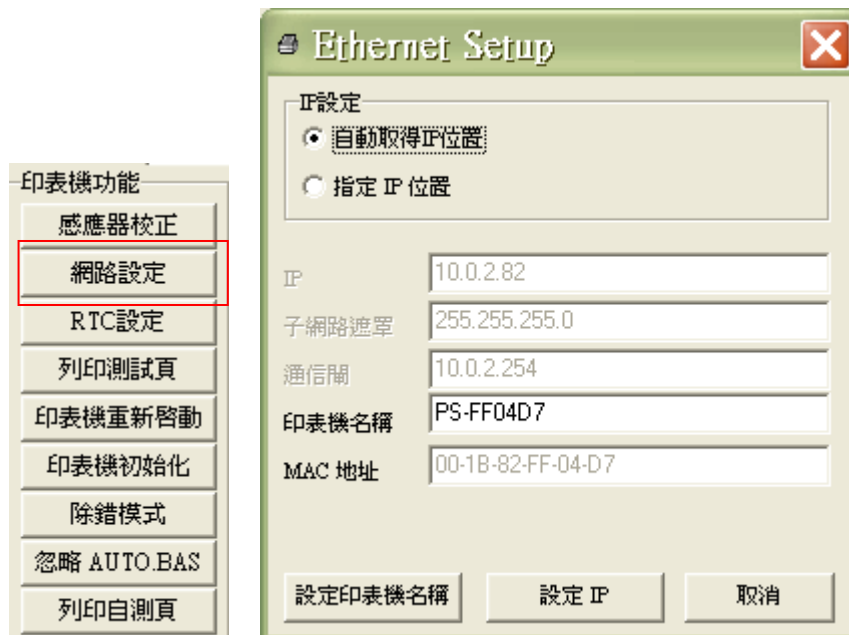 印表機功能
感應器校正
網路設定
RTC設定
列印測試頁
印表機重新啟動
印表機初始化
除錯模式
忽略 AUTO.BAS
列印自測頁
Ethernet Setup
IP設定
自動取得IP位置
指定 IP 位置
IP
10.0.2.82
子網路遮罩
255.255.255.0
通信閘
10.0.2.254
印表機名稱
PS-FF04D7
MAC 地址
00-1B-82-FF-04-D7
設定印表機名稱
設定 IP
取消